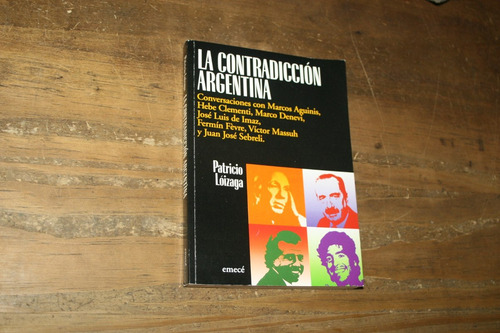 LA CONTRADICCIÓN
ARGENTINA
Conversaciones con Marcos Aguinis,
Hebe Clementi, Marco Denevi,
José Luis de Imaz,
Fermín Fèvre, Víctor Massuh
y Juan José Sebreli.
Patricio
Lóizaga
emecé